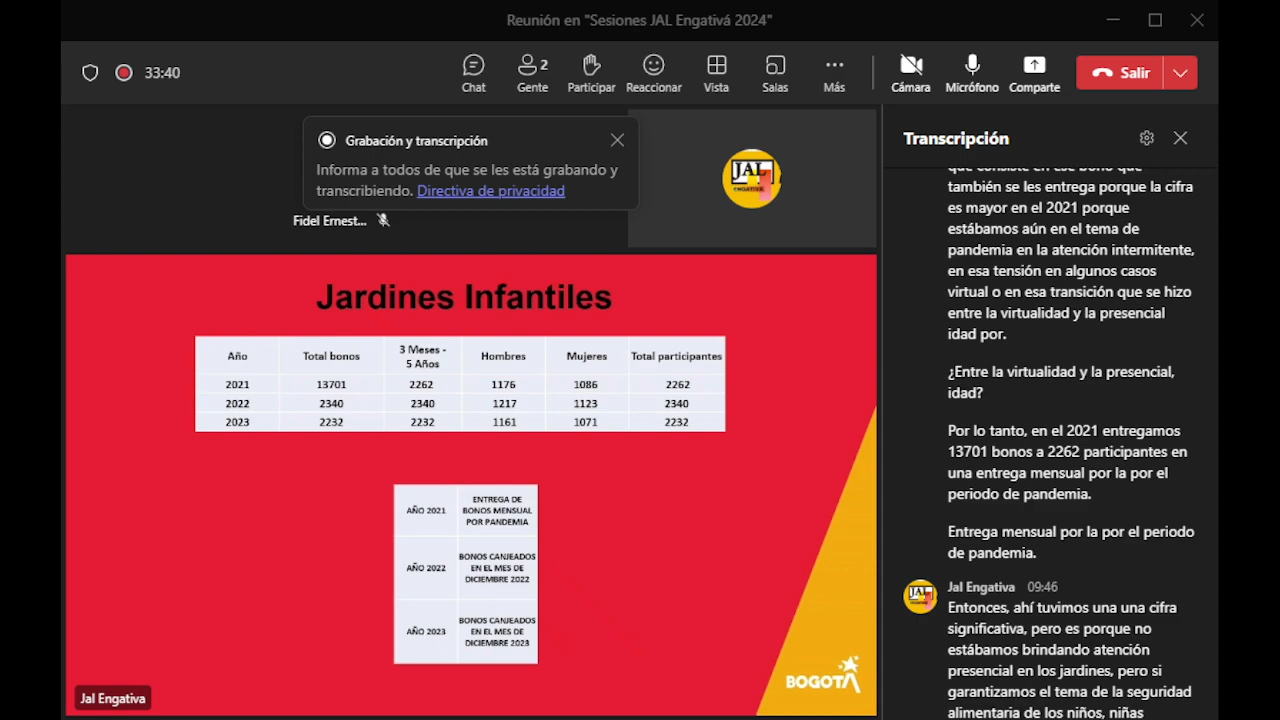 Reunión en "Sesiones JAL Engativá 2024"
33:40
Chat
2
Gente
Participar
Reaccionar
Vista
Salas
Más
Cámara
Micrófono
Comparte
Salir
Grabación y transcripción
Informa a todos de que se les está grabando y
transcribiendo. Directiva de privacidad
Fidel Ernest...
JAL
ENGATIVÁ
Jardines Infantiles
Año Total bonos 3 Meses - 5 Años Hombres Mujeres Total participantes
2021 13701 2262 1176 1086 2262
2022 2340 2340 1217 1123 2340
2023 2232 2232 1161 1071 2232
AÑO 2021 ENTREGA DE
BONOS MENSUAL
POR PANDEMIA
AÑO 2022 BONOS CANJEADOS
EN EL MES DE
DICIEMBRE 2022
AÑO 2023 BONOS CANJEADOS
EN EL MES DE
DICIEMBRE 2023
BOGOTÁ
Jal Engativa
Transcripción
que consiste en ese bono que
también se les entrega porque la cifra
es mayor en el 2021 porque
estábamos aún en el tema de
pandemia en la atención intermitente,
en esa tensión en algunos casos
virtual o en esa transición que se hizo
entre la virtualidad y la presencial
idad por.
¿Entre la virtualidad y la presencial,
idad?
Por lo tanto, en el 2021 entregamos
13701 bonos a 2262 participantes en
una entrega mensual por la por el
periodo de pandemia.
Entrega mensual por la por el periodo
de pandemia.
JAL
Jal Engativa 09:46
Entonces, ahí tuvimos una una cifra
significativa, pero es porque no
estábamos brindando atención
presencial en los jardines, pero si
garantizamos el tema de la seguridad
alimentaria de los niños, niñas